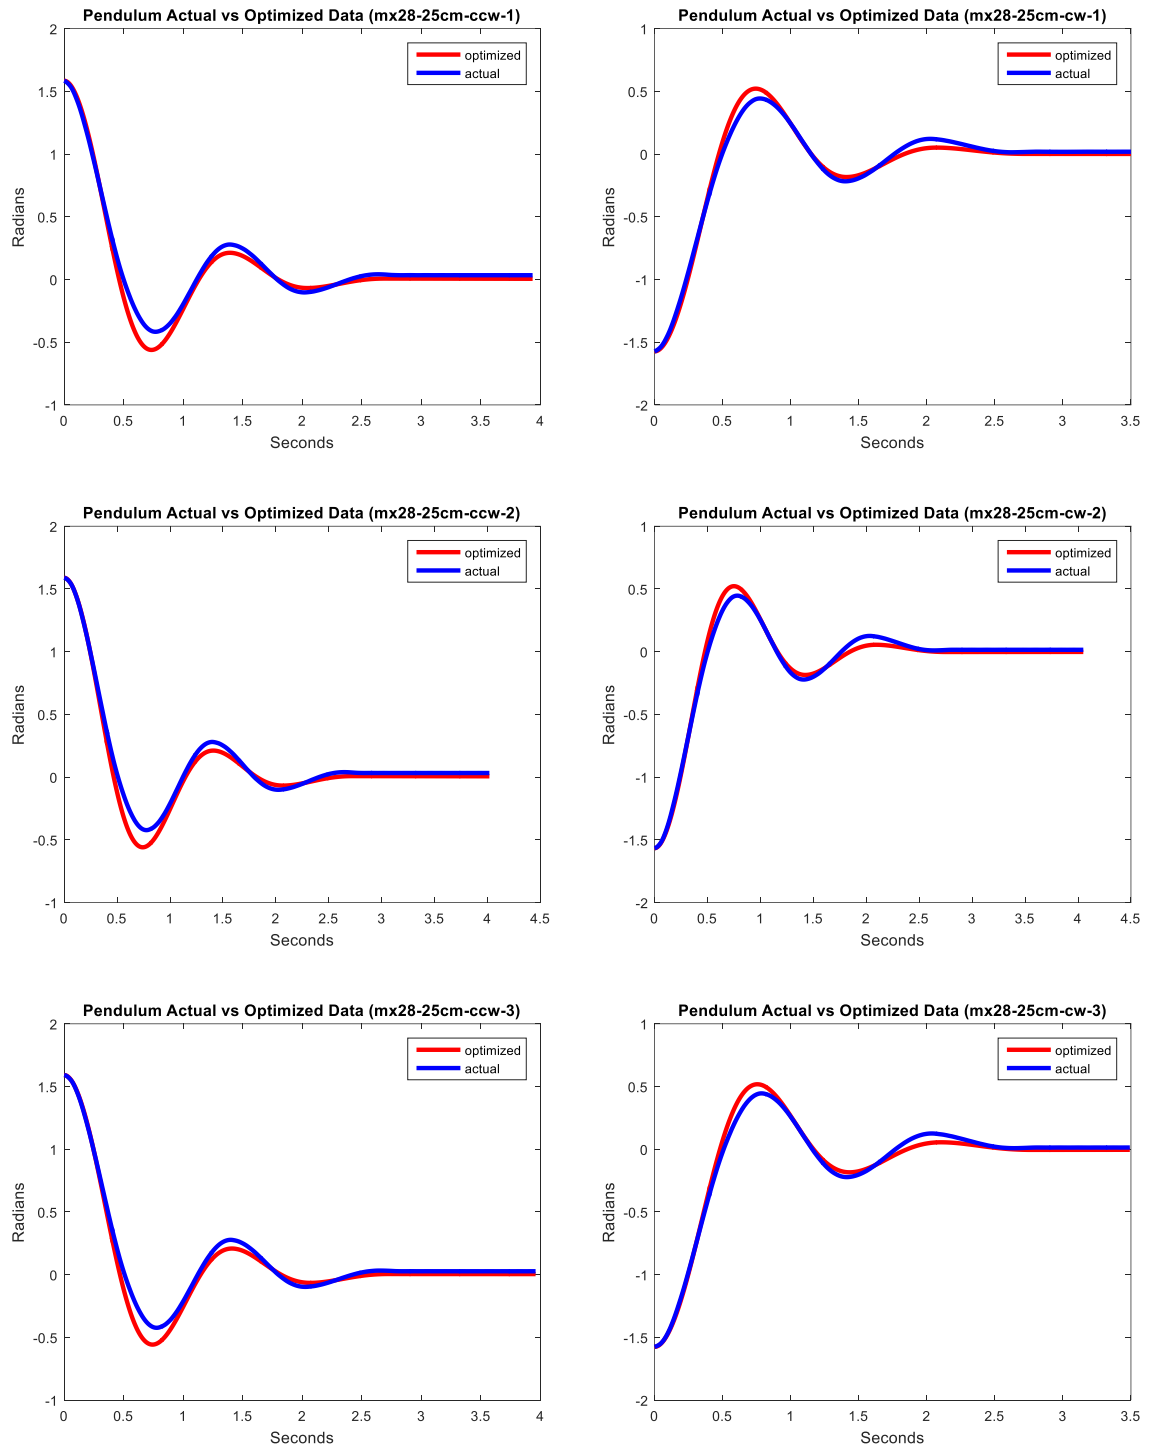 Pendulum Actual vs Optimized Data (mx28-25cm-ccw-1)
2
1.5
1
0.5
0
-0.5
-1
Radians
optimized
actual
0 0.5 1 1.5 2 2.5 3 3.5 4
Seconds
Pendulum Actual vs Optimized Data (mx28-25cm-cw-1)
1
0.5
0
-0.5
-1
-1.5
-2
Radians
optimized
actual
0 0.5 1 1.5 2 2.5 3 3.5
Seconds
Pendulum Actual vs Optimized Data (mx28-25cm-ccw-2)
2
1.5
1
0.5
0
-0.5
-1
Radians
optimized
actual
0 0.5 1 1.5 2 2.5 3 3.5 4 4.5
Seconds
Pendulum Actual vs Optimized Data (mx28-25cm-cw-2)
1
0.5
0
-0.5
-1
-1.5
-2
Radians
optimized
actual
0 0.5 1 1.5 2 2.5 3 3.5 4 4.5
Seconds
Pendulum Actual vs Optimized Data (mx28-25cm-ccw-3)
2
1.5
1
0.5
0
-0.5
-1
Radians
optimized
actual
0 0.5 1 1.5 2 2.5 3 3.5 4
Seconds
Pendulum Actual vs Optimized Data (mx28-25cm-cw-3)
1
0.5
0
-0.5
-1
-1.5
-2
Radians
optimized
actual
0 0.5 1 1.5 2 2.5 3 3.5
Seconds